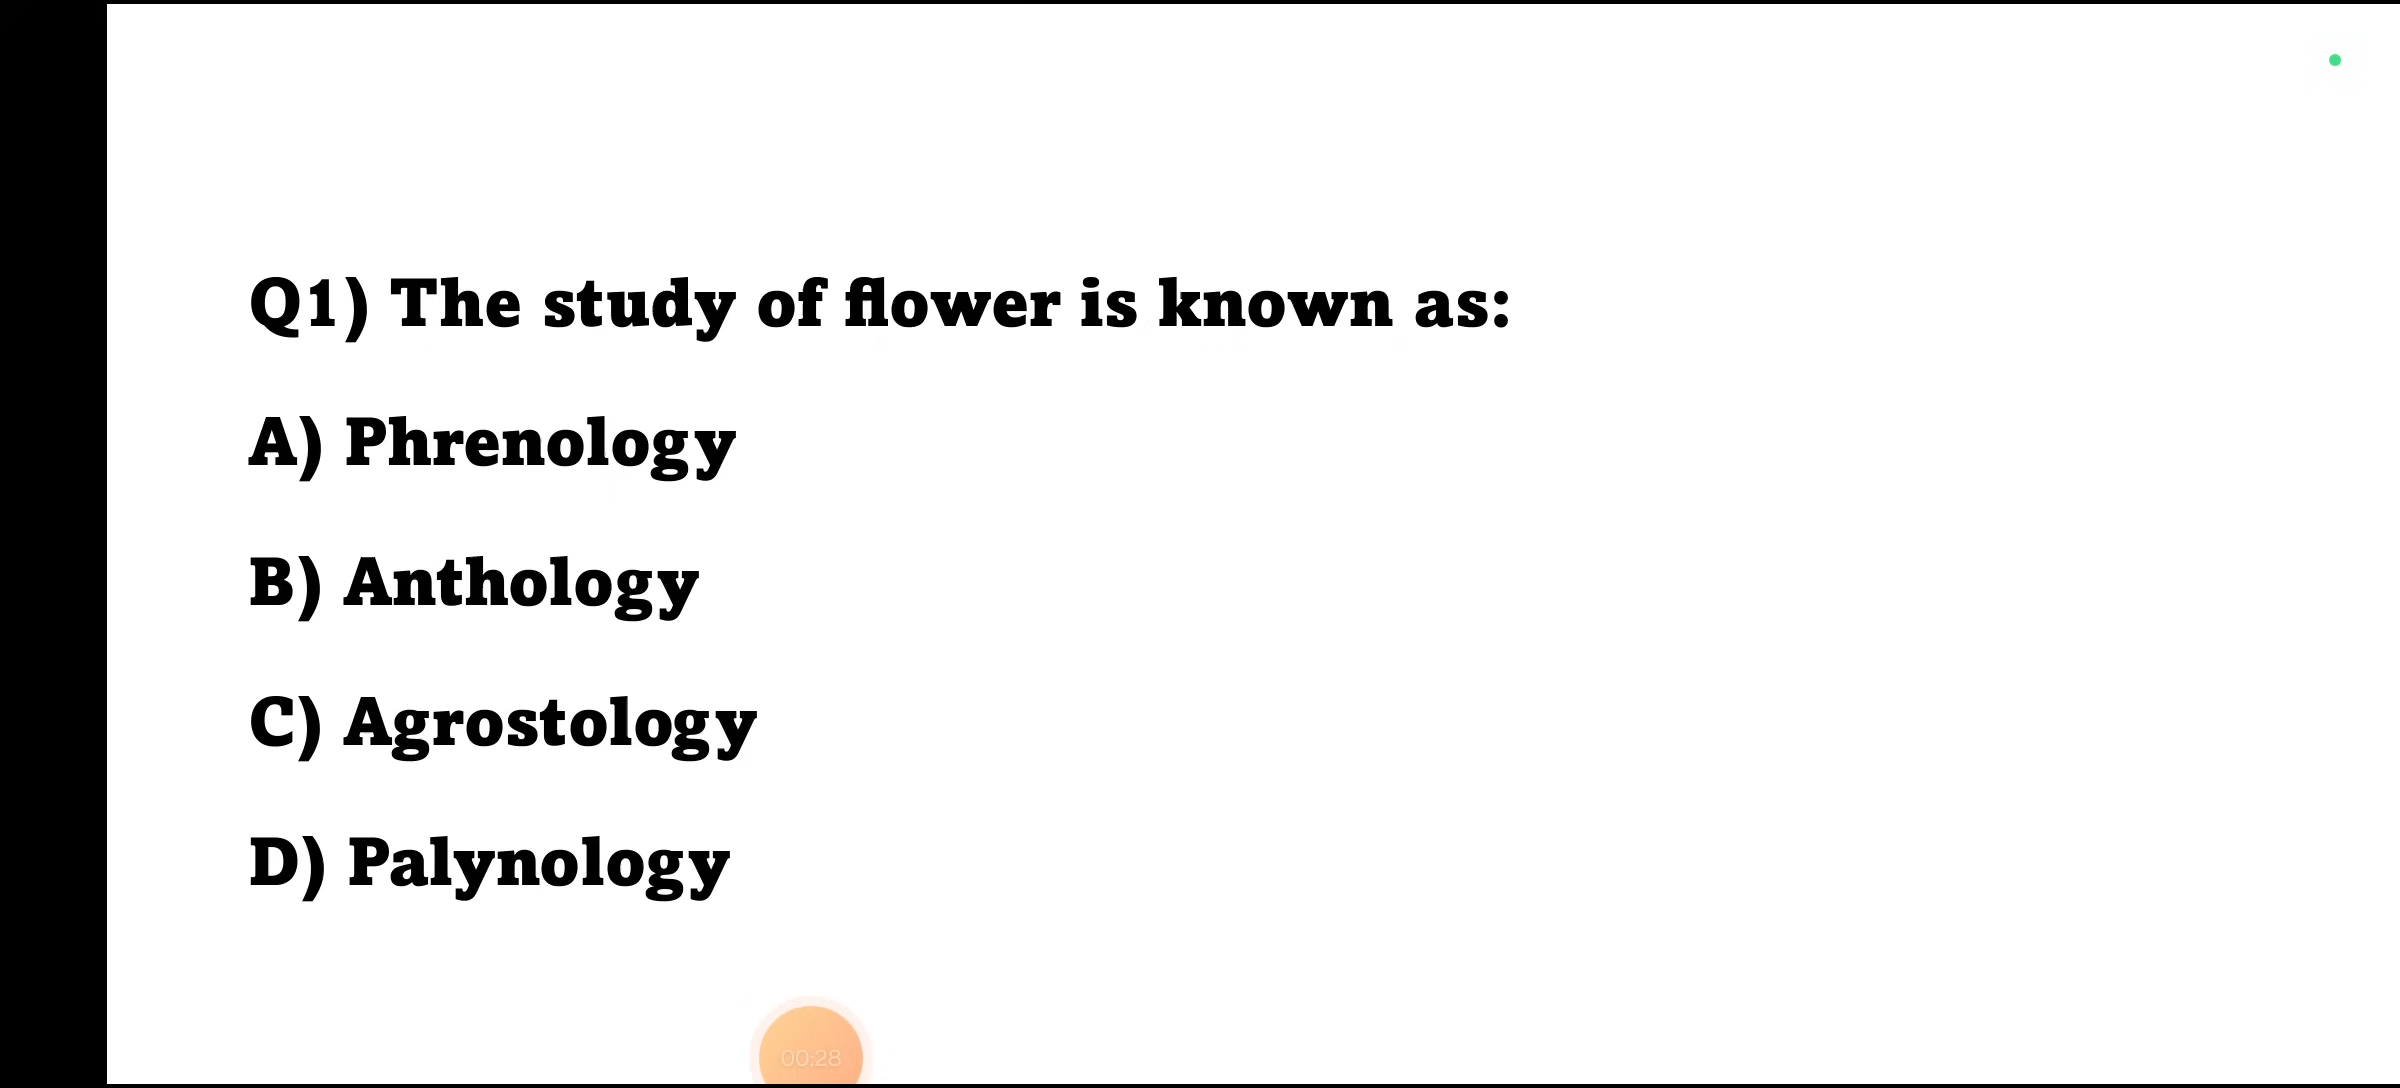 Q1) The study of flower is known as:
A) Phrenology
B) Anthology
C) Agrostology
D) Palynology
00:28